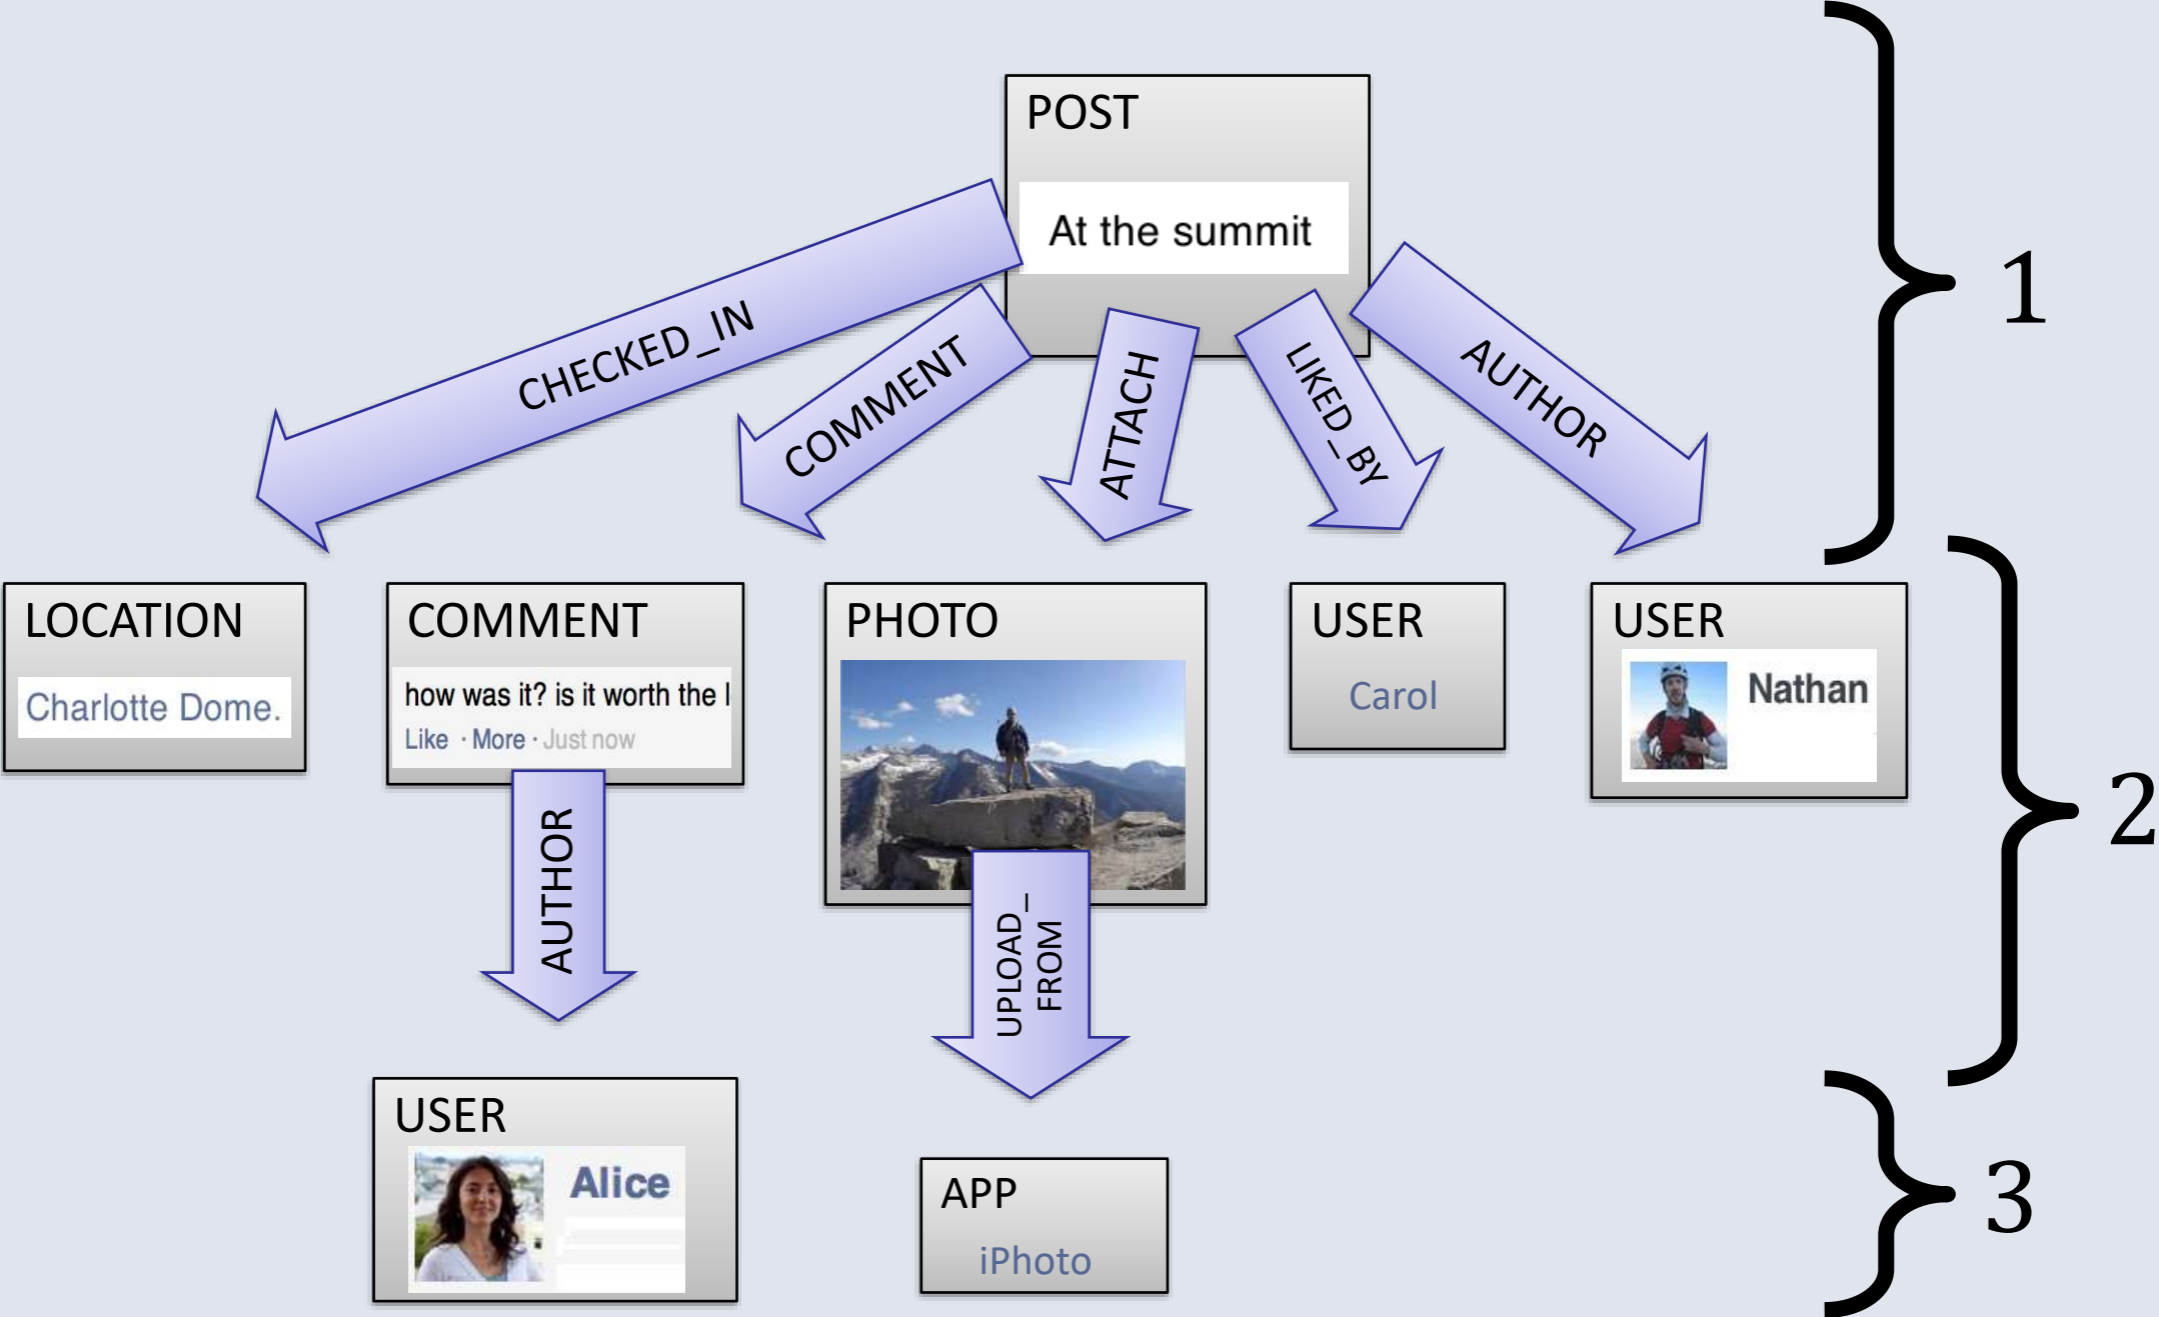 POST
At the summit
1
CHECKED_IN
COMMENT
ATTACH
LIKED_BY
AUTHOR
LOCATION
Charlotte Dome.
COMMENT
how was it? is it worth the
Like · More · Just now
PHOTO
USER
Carol
USER
Nathan
2
AUTHOR
UPLOAD_
FROM
USER
Alice
APP
iPhoto
3